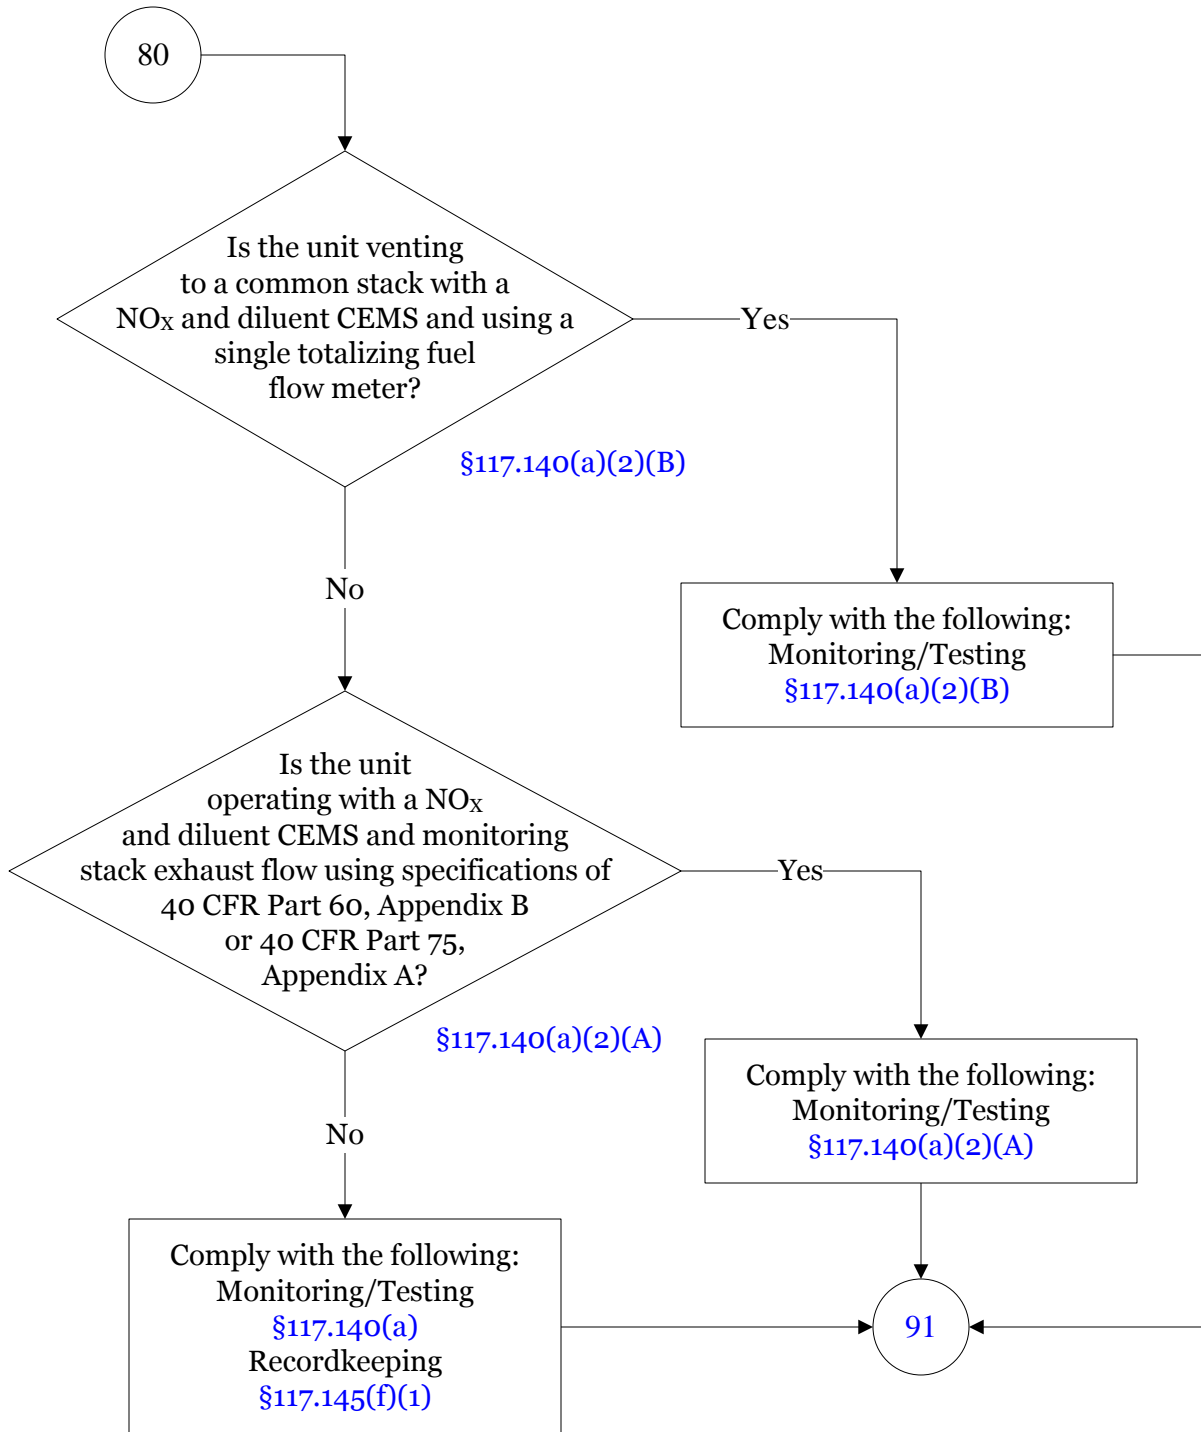 80
Is the unit venting
to a common stack with a
NOX and diluent CEMS and using a
single totalizing fuel
flow meter?
Yes
§117.140(a)(2)(B)
No
Comply with the following:
Monitoring/Testing
§117.140(a)(2)(B)
Is the unit
operating with a NOX
and diluent CEMS and monitoring
stack exhaust flow using specifications of
40 CFR Part 60, Appendix B
or 40 CFR Part 75,
Appendix A?
Yes
§117.140(a)(2)(A)
No
Comply with the following:
Monitoring/Testing
§117.140(a)(2)(A)
Comply with the following:
Monitoring/Testing
§117.140(a)
Recordkeeping
§117.145(f)(1)
91